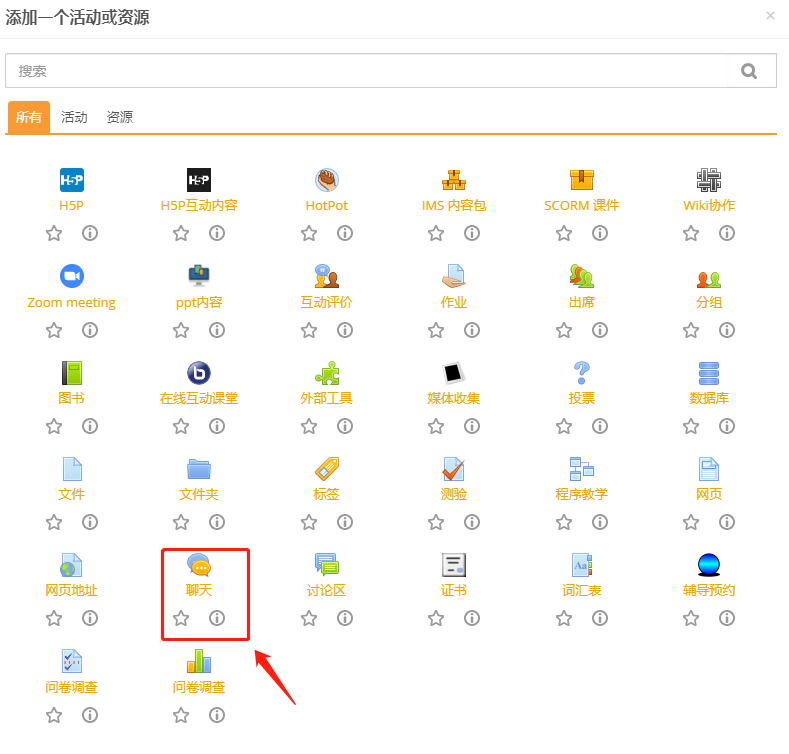 添加一个活动或资源
×
搜索
所有 活动 资源
H5P H5P
H5P H5P互动内容 HotPot IMS 内容包 SCORM 课件 Wiki协作
Zoom meeting ppt内容 互动评价 作业 出席 分组
图书 在线互动课堂 外部工具 媒体收集 投票 数据库
文件 文件夹 标签 测验 程序教学 网页
Aa
网页地址 聊天 讨论区 证书 词汇表 辅导预约
问卷调查 问卷调查